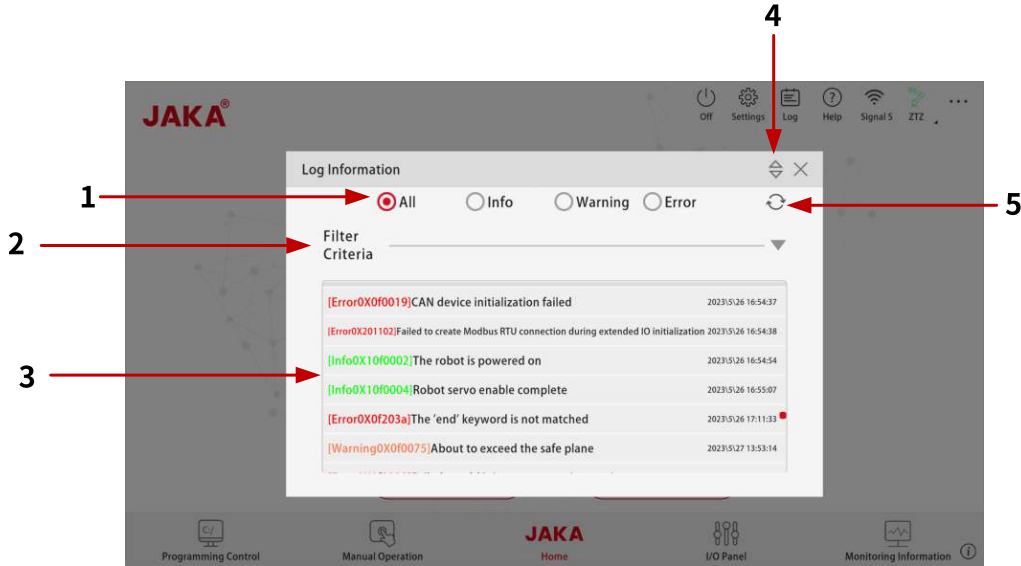 4
JAKA®
Off Settings Log Help Signal S ZTZ ...
Log Information
1
All Info Warning Error
5
2
Filter
Criteria
[Error0X0f0019]CAN device initialization failed 2023\5\26 16:54:37
[Error0X201102]Failed to create Modbus RTU connection during extended IO initialization 2023\5\26 16:54:38
[Info0X10f0002]The robot is powered on 2023\5\26 16:54:54
3
[Info0X10f0004]Robot servo enable complete 2023\5\26 16:55:07
[Error0X0f203a]The 'end' keyword is not matched 2023\5\26 17:11:33
[Warning0X0f0075]About to exceed the safe plane 2023\5\27 13:53:14
JAKA
Programming Control Manual Operation Home I/O Panel Monitoring Information